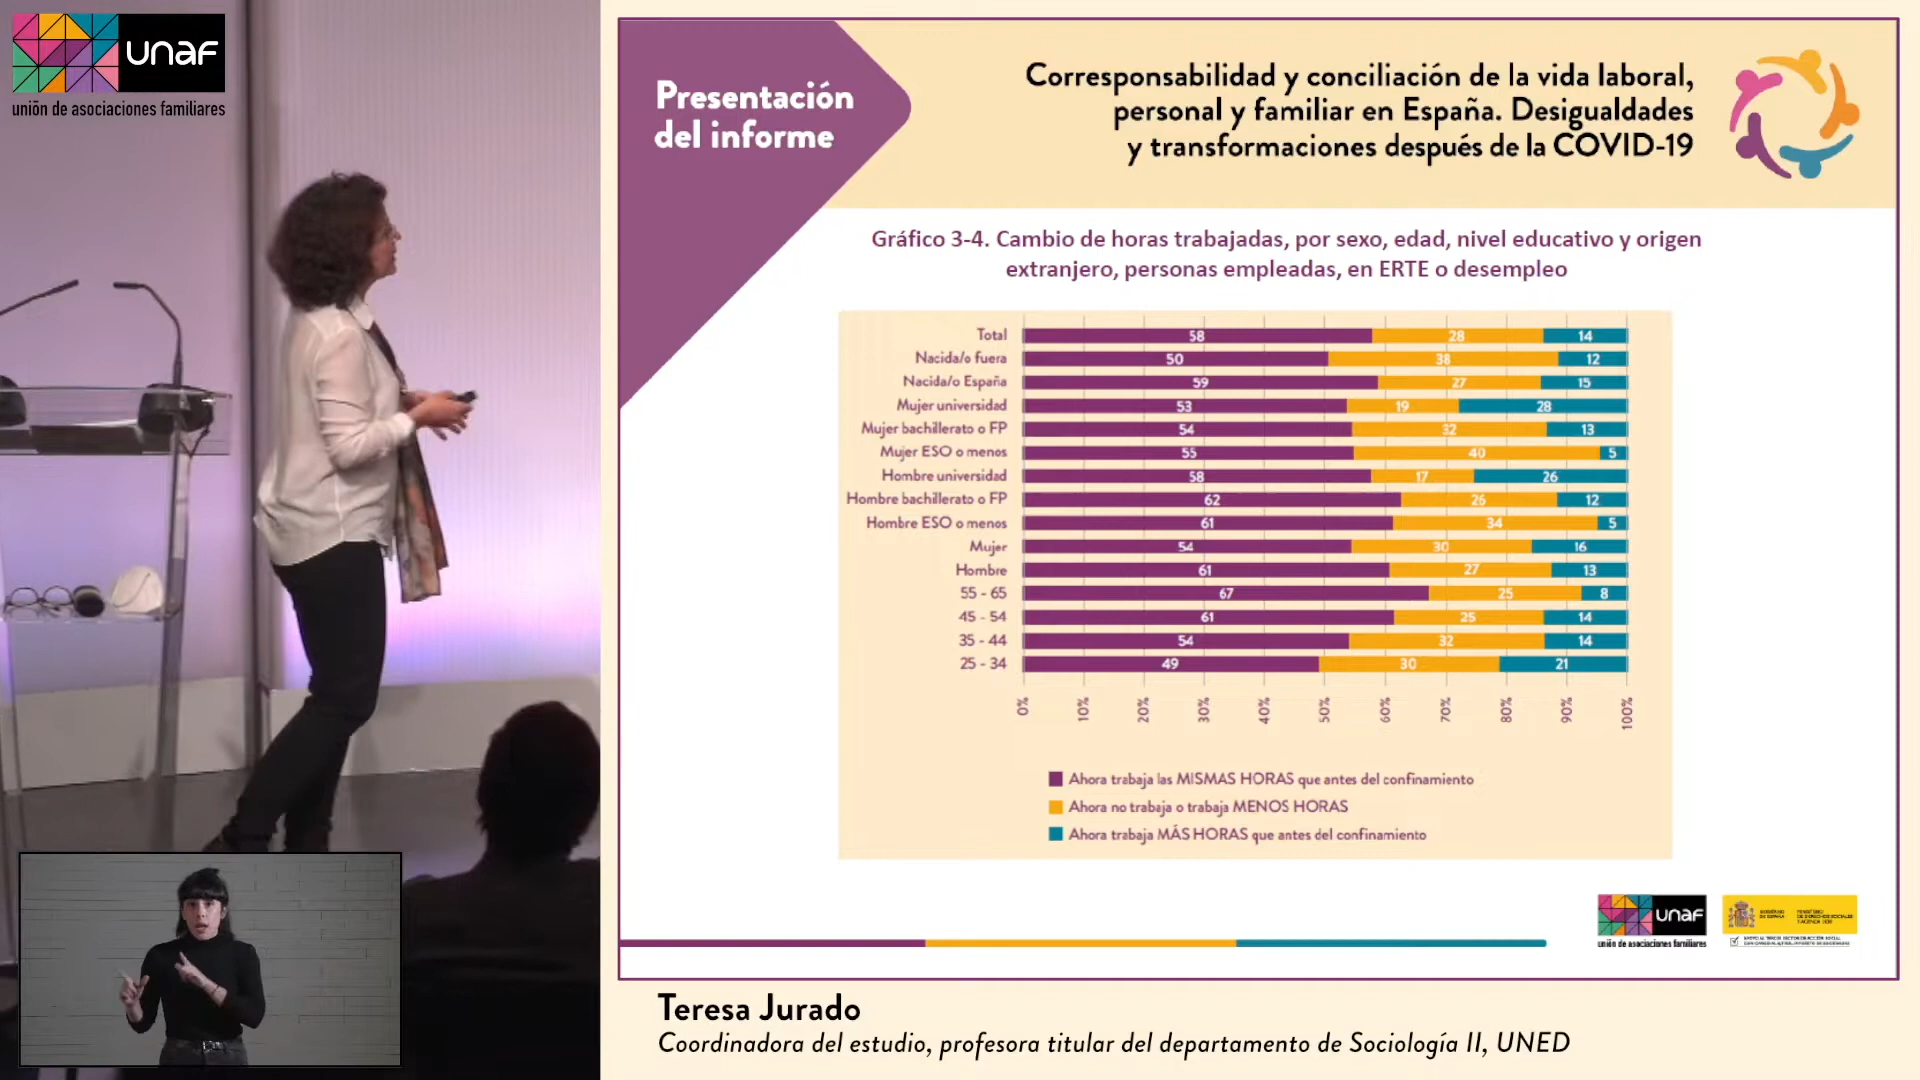 unaf
unión de asociaciones familiares
Presentación
del informe
Corresponsabilidad y conciliación de la vida laboral,
personal y familiar en España. Desigualdades
y transformaciones después de la COVID-19
Gráfico 3-4. Cambio de horas trabajadas, por sexo, edad, nivel educativo y origen
extranjero, personas empleadas, en ERTE o desempleo
Total 58 28 14
Nacida/o fuera 50 38 12
Nacida/o España 59 27 15
Mujer universidad 53 19 28
Mujer bachillerato o FP 54 32 13
Mujer ESO o menos 55 40 5
Hombre universidad 58 17 26
Hombre bachillerato o FP 62 26 12
Hombre ESO o menos 61 34 5
Mujer 54 30 16
Hombre 61 27 13
55 - 65 67 25 8
45 - 54 61 25 14
35 - 44 54 32 14
25 - 34 49 30 21
0% 10% 20% 30% 40% 50% 60% 70% 80% 90% 100%
Ahora trabaja las MISMAS HORAS que antes del confinamiento
Ahora no trabaja o trabaja MENOS HORAS
Ahora trabaja MÁS HORAS que antes del confinamiento
unaf
unión de asociaciones familiares
Teresa Jurado
Coordinadora del estudio, profesora titular del departamento de Sociología II, UNED